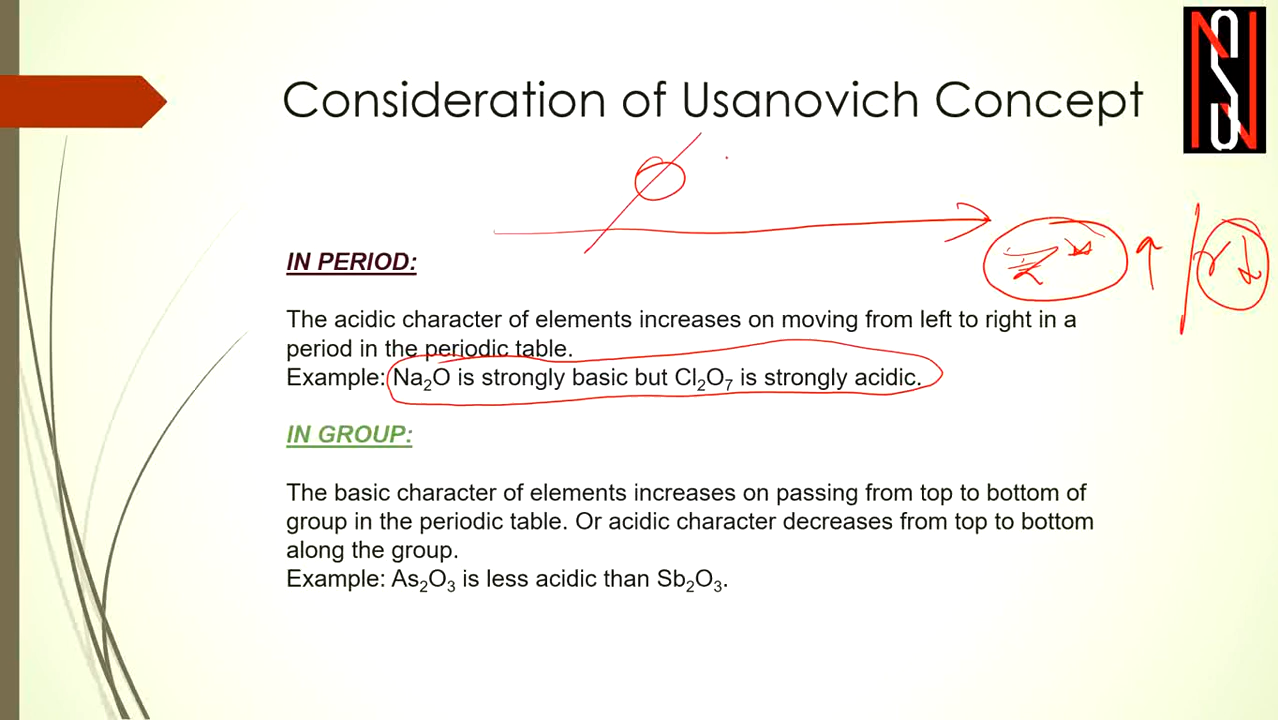 Consideration of Usanovich Concept
Z* ↑ / r ↓
IN PERIOD:
The acidic character of elements increases on moving from left to right in a
period in the periodic table.
Example: Na₂O is strongly basic but Cl₂O₇ is strongly acidic.
IN GROUP:
The basic character of elements increases on passing from top to bottom of
group in the periodic table. Or acidic character decreases from top to bottom
along the group.
Example: As₂O₃ is less acidic than Sb₂O₃.